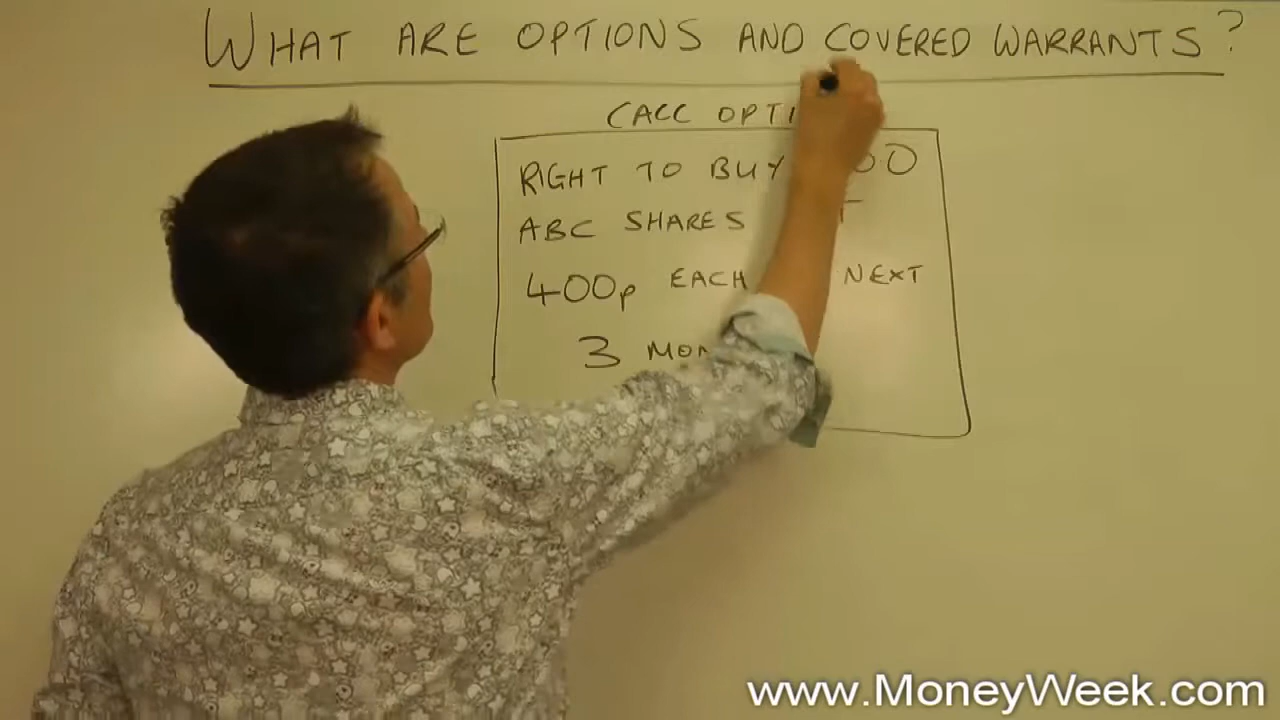 WHAT ARE OPTIONS AND COVERED WARRANTS?
CALL OPTI
RIGHT TO BUY 00
ABC SHARES
400p EACH NEXT
3 MON
www.MoneyWeek.com